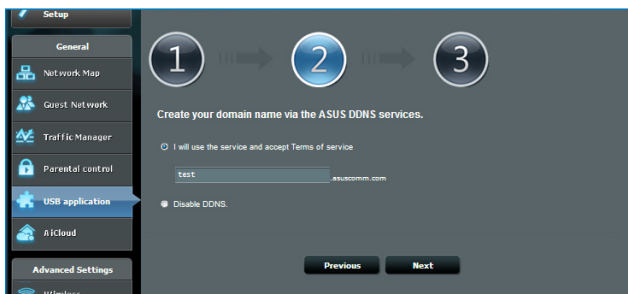 Setup
General
Network Map
Guest Network
Traffic Manager
Parental control
USB application
AiCloud
Advanced Settings
Wireless
1
2
3
Create your domain name via the ASUS DDNS services.
I will use the service and accept Terms of service
test .asuscomm.com
Disable DDNS.
Previous Next